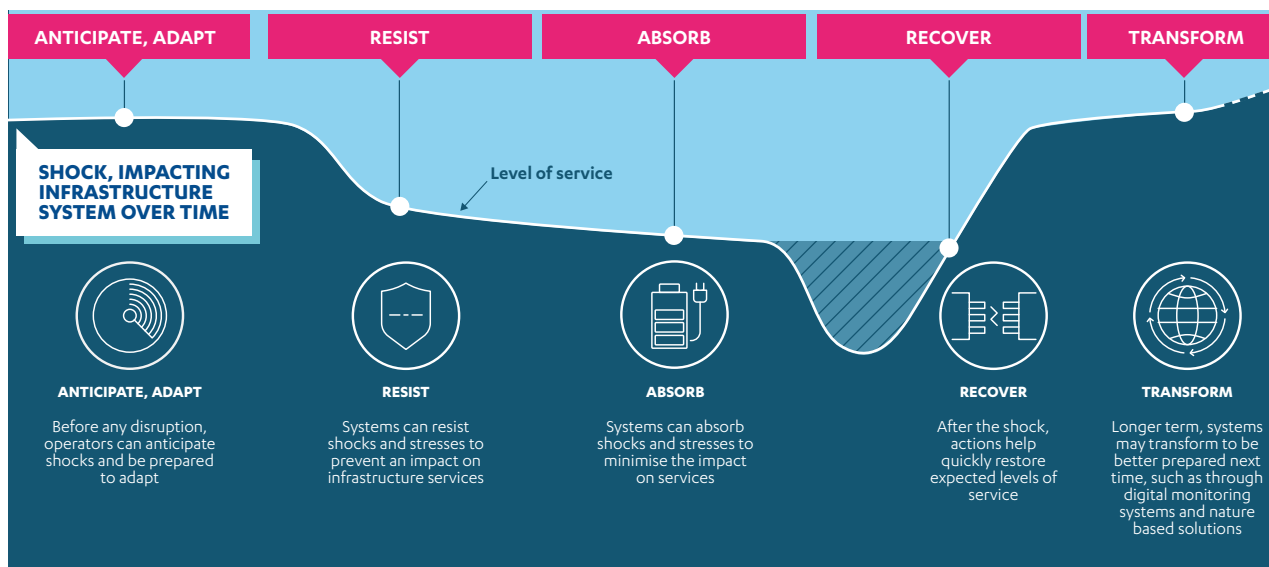 ANTICIPATE, ADAPT
RESIST
ABSORB
RECOVER
TRANSFORM
SHOCK, IMPACTING
INFRASTRUCTURE
SYSTEM OVER TIME
Level of service
ANTICIPATE, ADAPT
Before any disruption,
operators can anticipate
shocks and be prepared
to adapt
RESIST
Systems can resist
shocks and stresses to
prevent an impact on
infrastructure services
ABSORB
Systems can absorb
shocks and stresses to
minimise the impact
on services
RECOVER
After the shock,
actions help
quickly restore
expected levels of
service
TRANSFORM
Longer term, systems
may transform to be
better prepared next
time, such as through
digital monitoring
systems and nature
based solutions